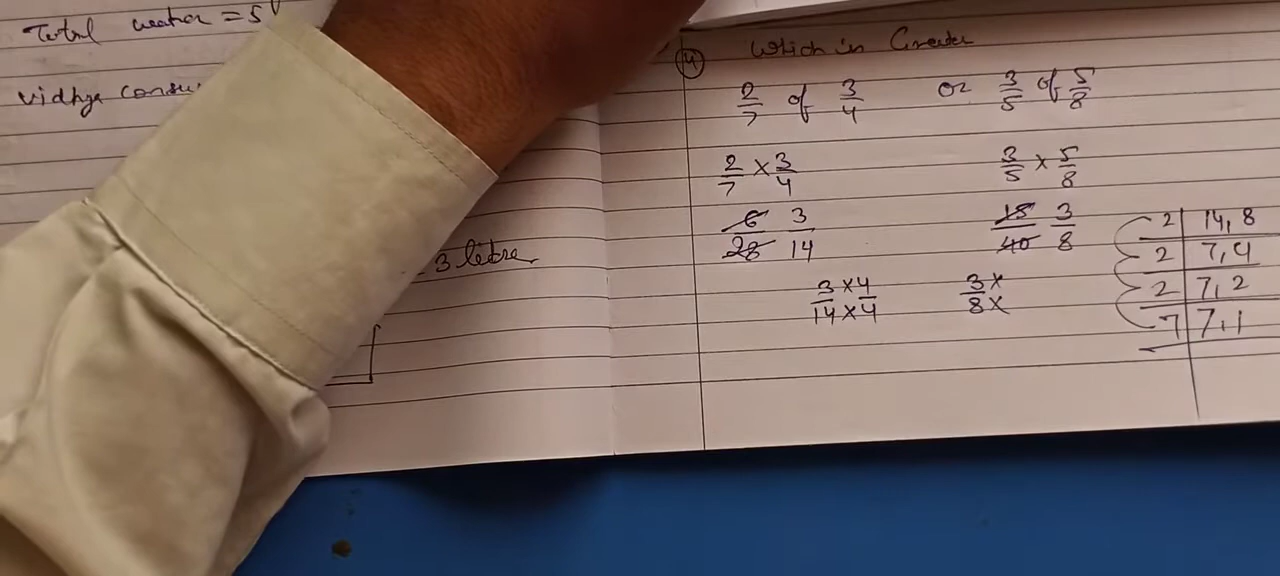 Total water = 5
Vidhya consu
3 litre
4 Which is Greater
2/7 of 3/4 or 3/5 of 5/8
2/7 × 3/4 3/5 × 5/8
6/28 3/14 15/40 3/8
3×4/14×4 3×/8×
2 | 14, 8
2 | 7, 4
2 | 7, 2
7 | 7, 1